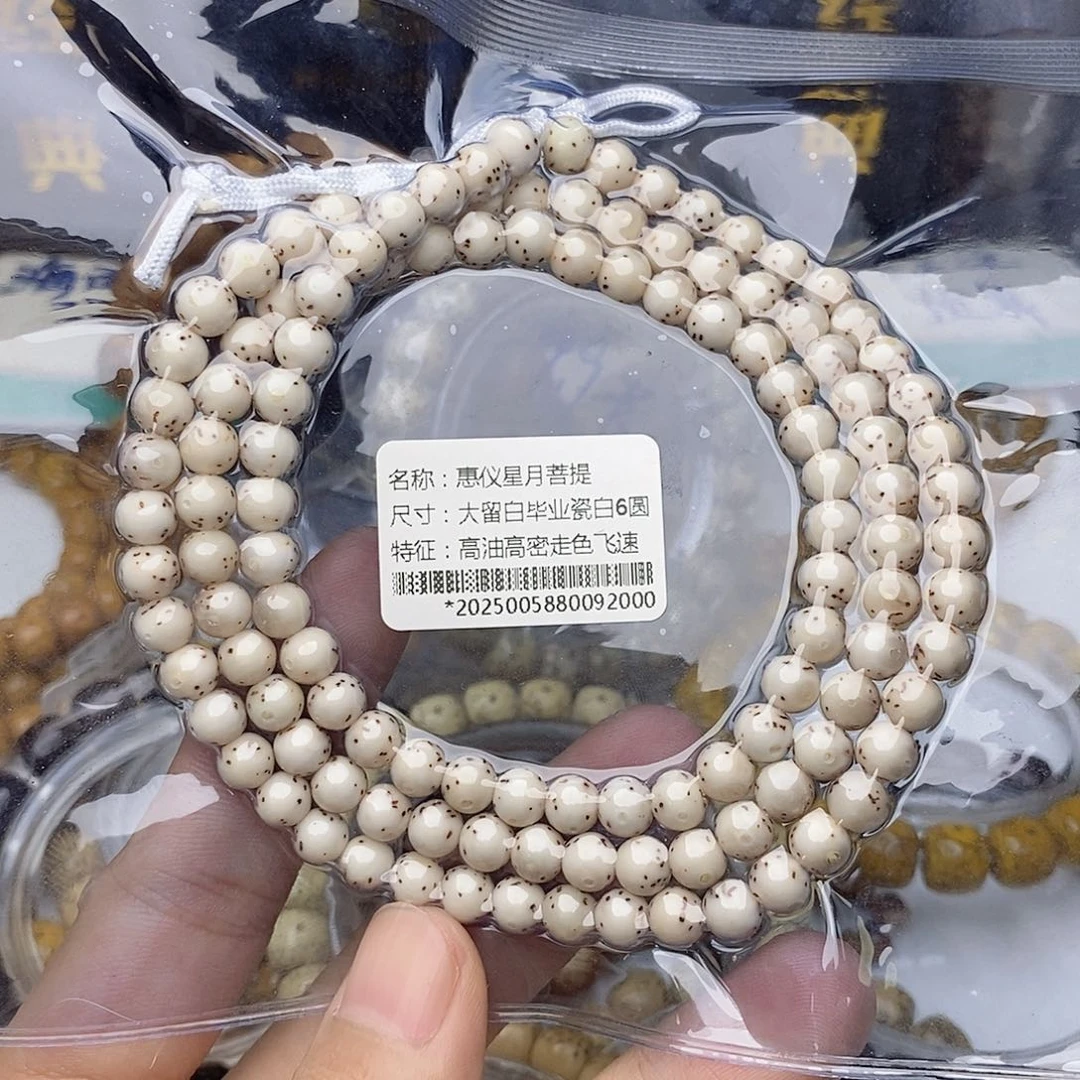 名称：惠仪星月菩提
尺寸：大留白毕业瓷白6圆
特征：高油高密走色飞速
*2025005880092000